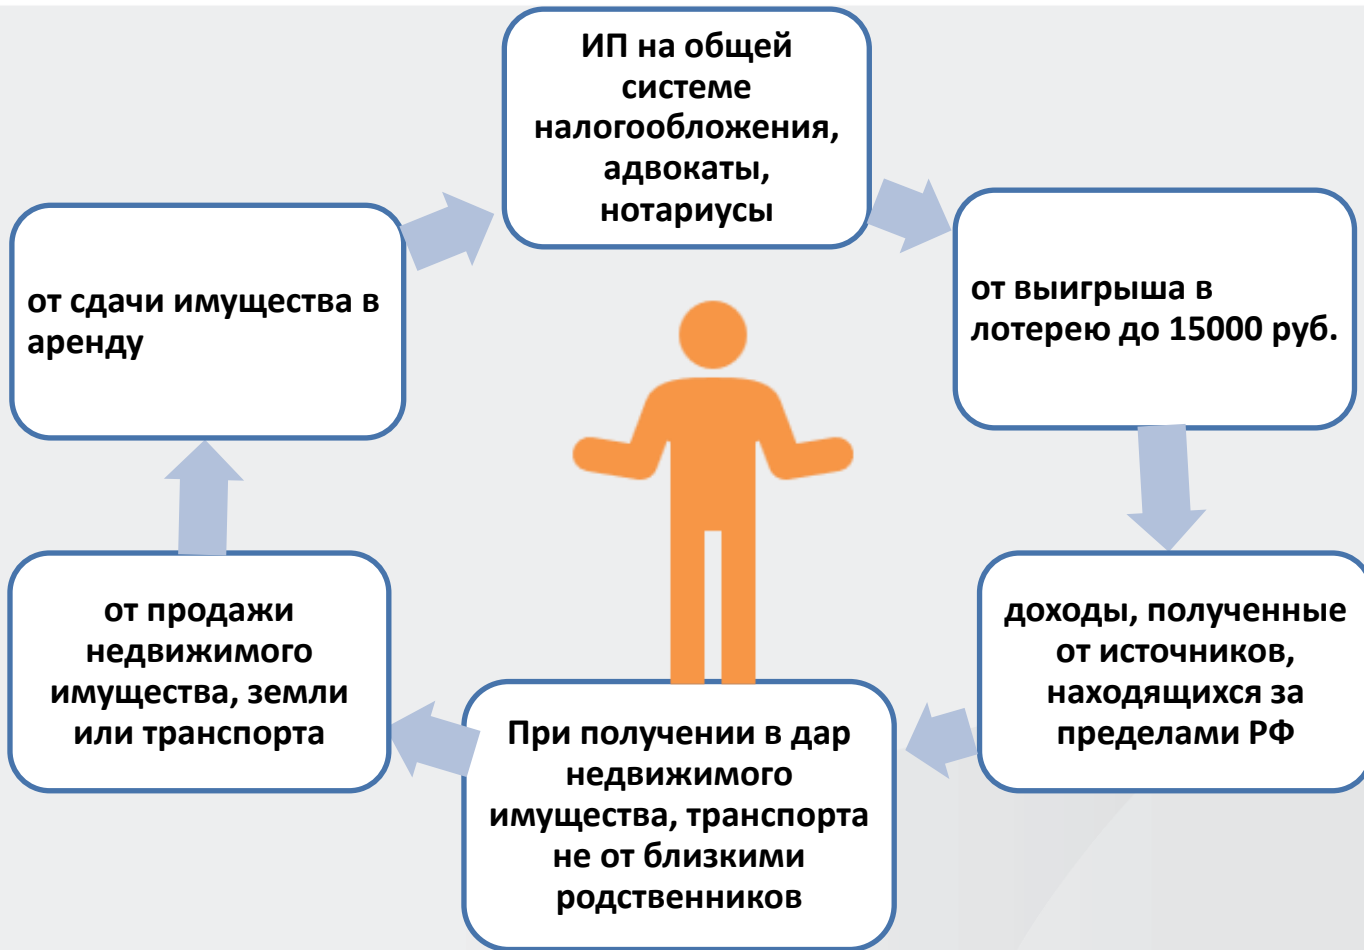 ИП на общей
системе
налогообложения,
адвокаты,
нотариусы
от выигрыша в
лотерею до 15000 руб.
доходы, полученные
от источников,
находящихся за
пределами РФ
При получении в дар
недвижимого
имущества, транспорта
не от близкими
родственников
от продажи
недвижимого
имущества, земли
или транспорта
от сдачи имущества в
аренду